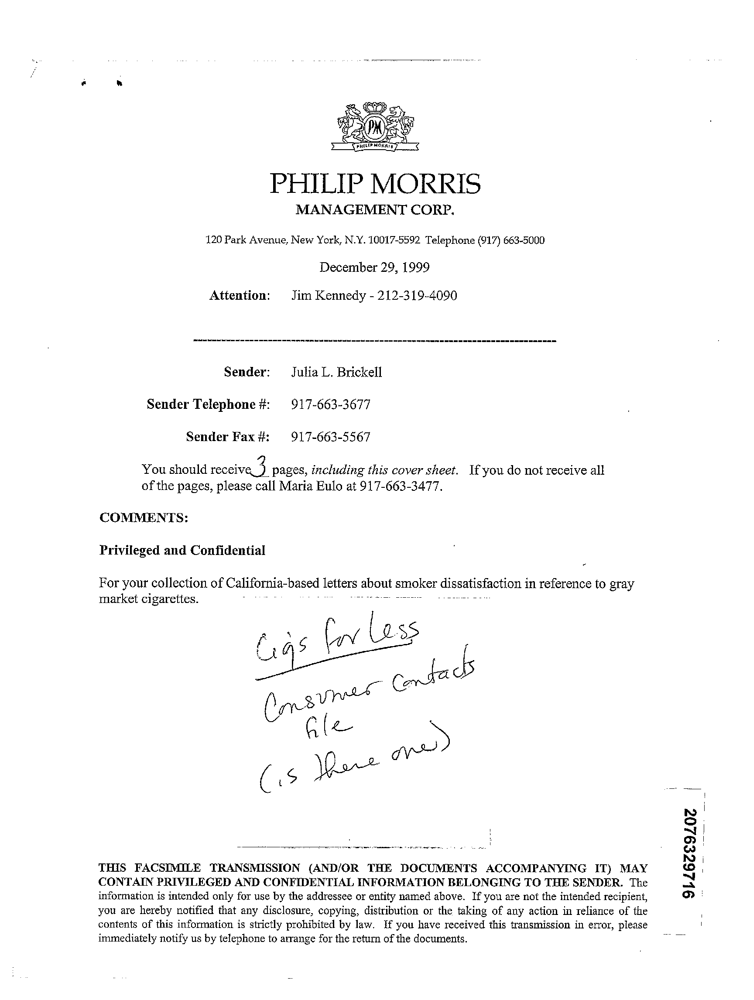 PM
PHILIP MORRIS
PHILIP MORRIS
MANAGEMENT CORP.
120 Park Avenue, New York, N.Y. 10017-5592 Telephone (917) 663-5000
December 29, 1999
Attention: Jim Kennedy - 212-319-4090
Sender: Julia L. Brickell
Sender Telephone #: 917-663-3677
Sender Fax #: 917-663-5567
You should receive 3 pages, including this cover sheet. If you do not receive all
of the pages, please call Maria Eulo at 917-663-3477.
COMMENTS:
Privileged and Confidential
For your collection of California-based letters about smoker dissatisfaction in reference to gray
market cigarettes.
Cigs for Less
Consumer Contacts
file
(is there one)
THIS FACSIMILE TRANSMISSION (AND/OR THE DOCUMENTS ACCOMPANYING IT) MAY
CONTAIN PRIVILEGED AND CONFIDENTIAL INFORMATION BELONGING TO THE SENDER. The
information is intended only for use by the addressee or entity named above. If you are not the intended recipient,
you are hereby notified that any disclosure, copying, distribution or the taking of any action in reliance of the
contents of this information is strictly prohibited by law. If you have received this transmission in error, please
immediately notify us by telephone to arrange for the return of the documents.
2076329716